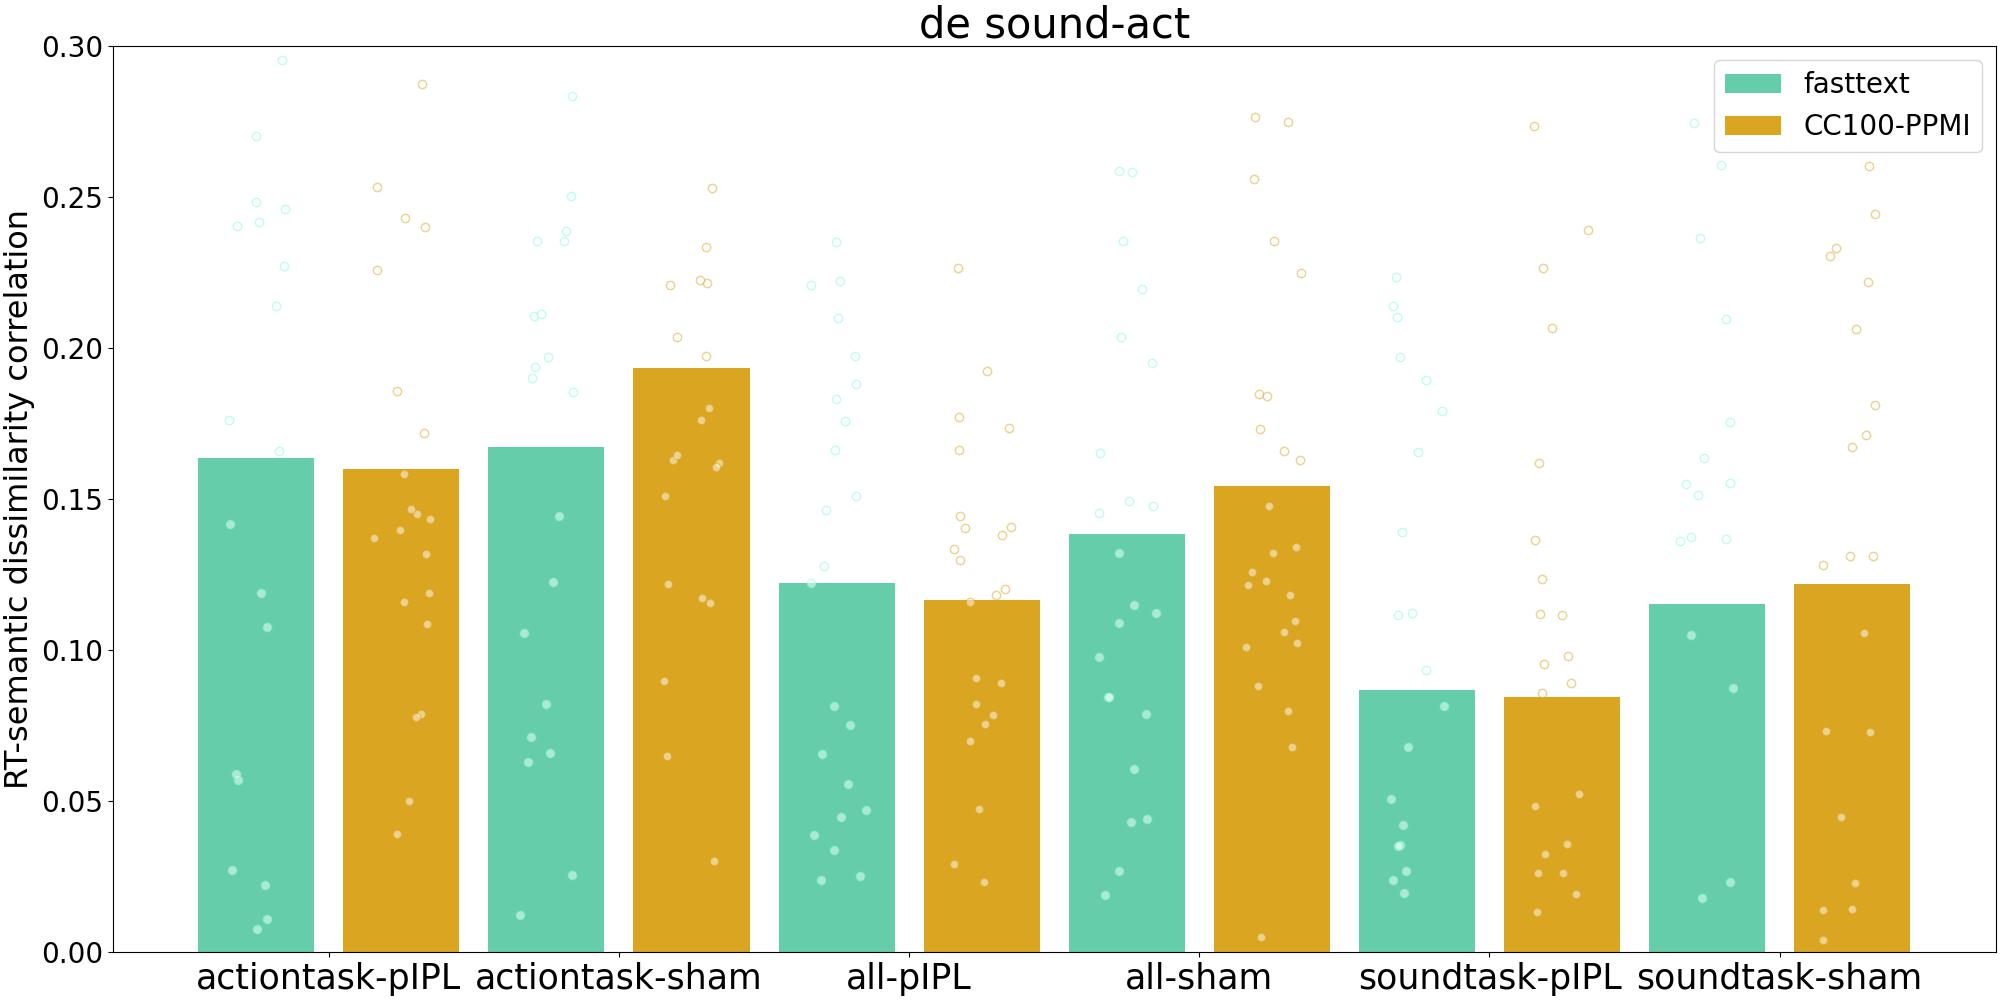 de sound-act
0.30
0.25
0.20
0.15
0.10
0.05
0.00
RT-semantic dissimilarity correlation
fasttext
CC100-PPMI
actiontask-pIPL actiontask-sham all-pIPL all-sham soundtask-pIPL soundtask-sham